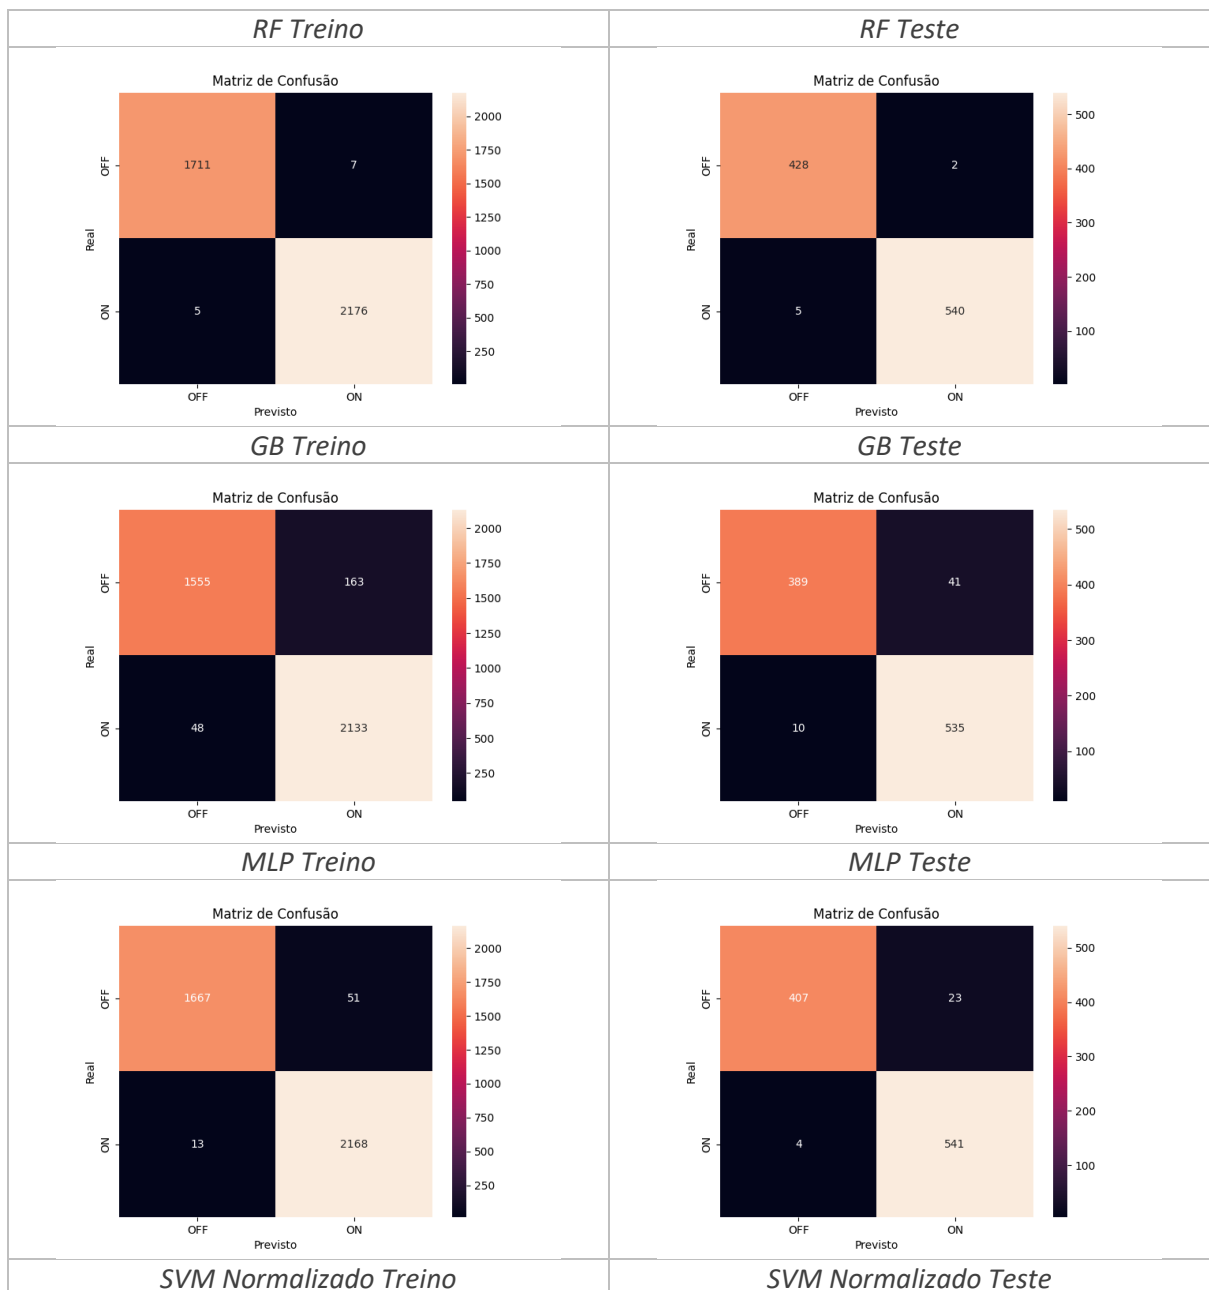 RF Treino
RF Teste
Matriz de Confusão
OFF
1711
7
Real
ON
5
2176
OFF
ON
Previsto
2000
1750
1500
1250
1000
750
500
250
Matriz de Confusão
OFF
428
2
Real
ON
5
540
OFF
ON
Previsto
500
400
300
200
100
GB Treino
GB Teste
Matriz de Confusão
OFF
1555
163
Real
ON
48
2133
OFF
ON
Previsto
2000
1750
1500
1250
1000
750
500
250
Matriz de Confusão
OFF
389
41
Real
ON
10
535
OFF
ON
Previsto
500
400
300
200
100
MLP Treino
MLP Teste
Matriz de Confusão
OFF
1667
51
Real
ON
13
2168
OFF
ON
Previsto
2000
1750
1500
1250
1000
750
500
250
Matriz de Confusão
OFF
407
23
Real
ON
4
541
OFF
ON
Previsto
500
400
300
200
100
SVM Normalizado Treino
SVM Normalizado Teste